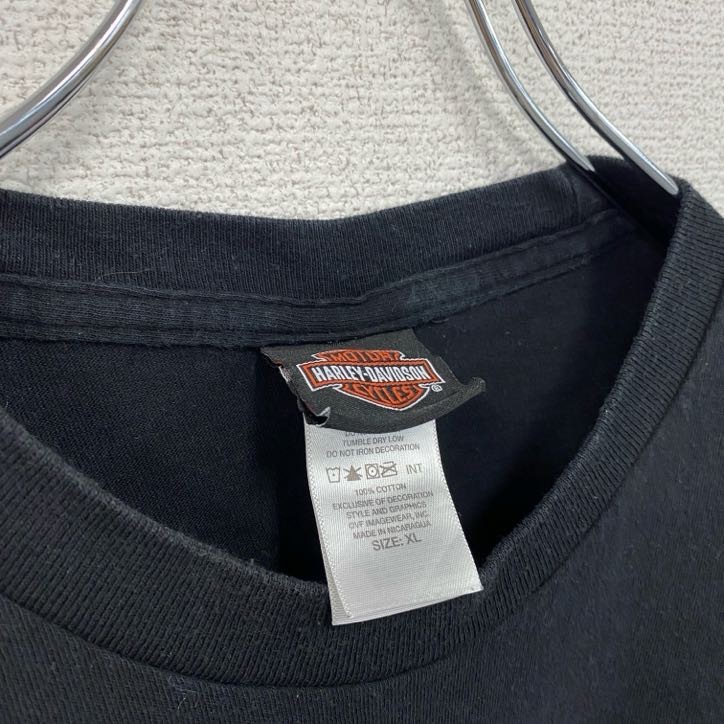 MOTOR
HARLEY-DAVIDSON
CYCLES
®
TUMBLE DRY LOW
DO NOT IRON DECORATION
INT
100% COTTON
EXCLUSIVE OF DECORATION
STYLE AND GRAPHICS
©VF IMAGEWEAR, INC.
MADE IN NICARAGUA
SIZE: XL